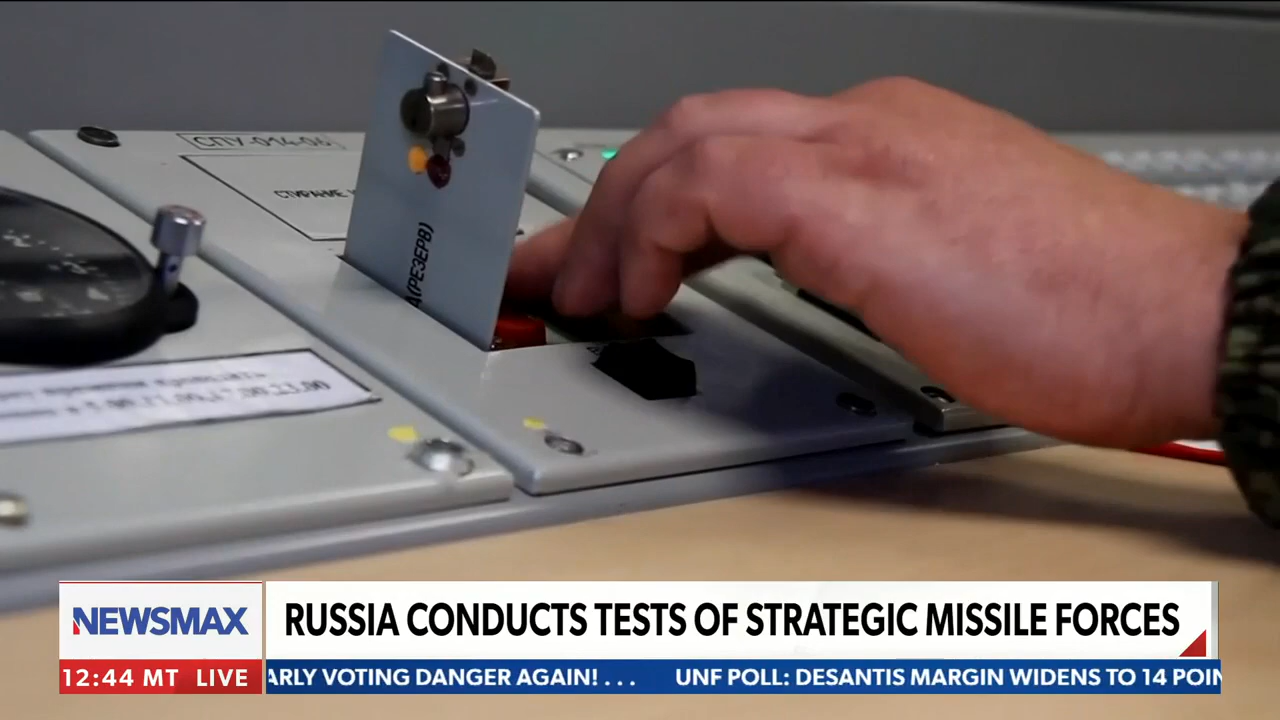 СПУ-014-06
СТИРАНИЕ
А(РЕЗЕРВ)
NEWSMAX
RUSSIA CONDUCTS TESTS OF STRATEGIC MISSILE FORCES
12:44 MT LIVE
ARLY VOTING DANGER AGAIN! . . . UNF POLL: DESANTIS MARGIN WIDENS TO 14 POIN